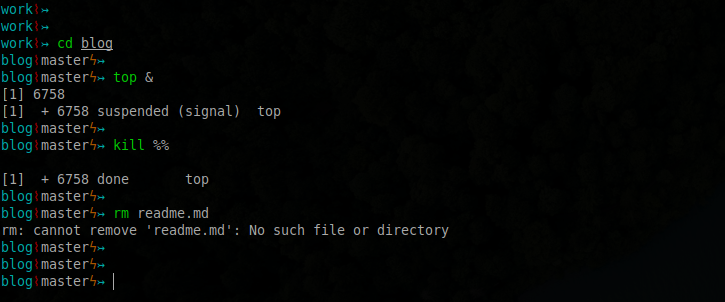 work⌇↣
work⌇↣
work⌇↣ cd blog
blog⌇master⚡↣
blog⌇master⚡↣ top &
[1] 6758
[1]  + 6758 suspended (signal)  top
blog⌇master⚡↣
blog⌇master⚡↣ kill %%
[1]  + 6758 done       top
blog⌇master⚡↣
blog⌇master⚡↣ rm readme.md
rm: cannot remove 'readme.md': No such file or directory
blog⌇master⚡↣
blog⌇master⚡↣
blog⌇master⚡↣